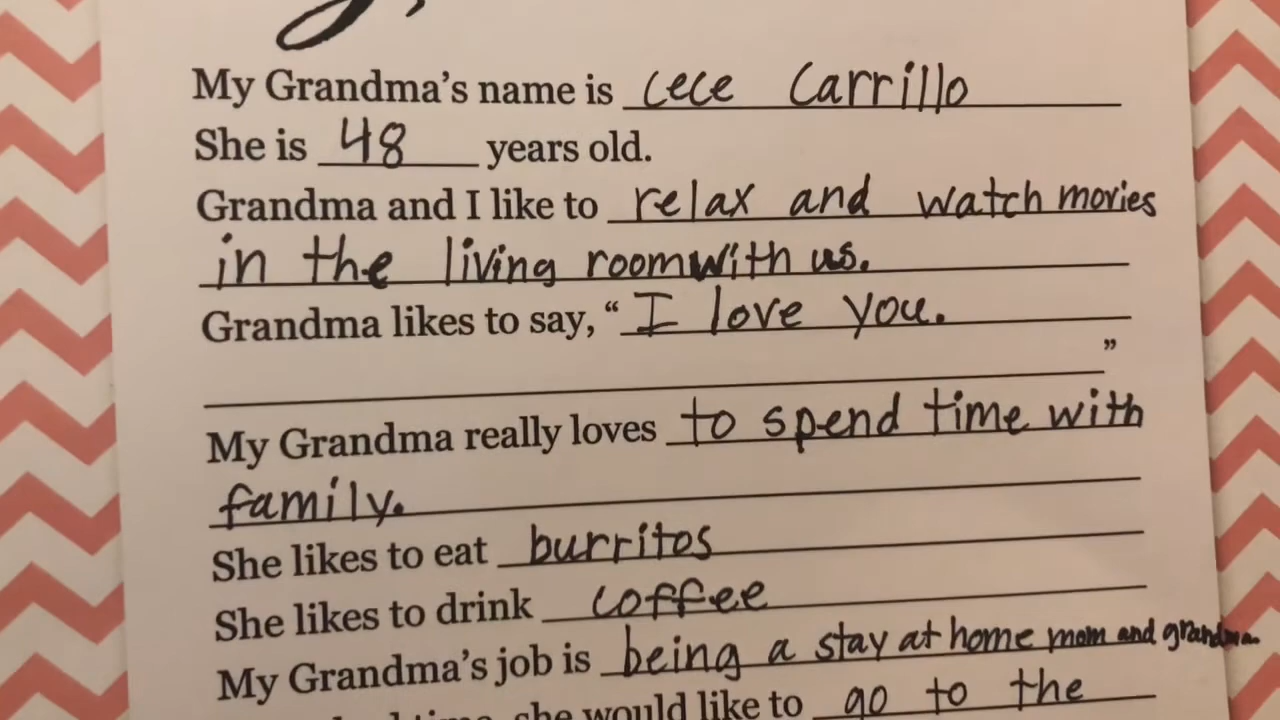 My Grandma's name is cece Carrillo
She is 48 years old.
Grandma and I like to relax and watch movies
in the living room with us.
Grandma likes to say, "I love you.
"
My Grandma really loves to spend time with
family.
She likes to eat burritos
She likes to drink coffee
My Grandma's job is being a stay at home mom and grandma.
time, she would like to go to the